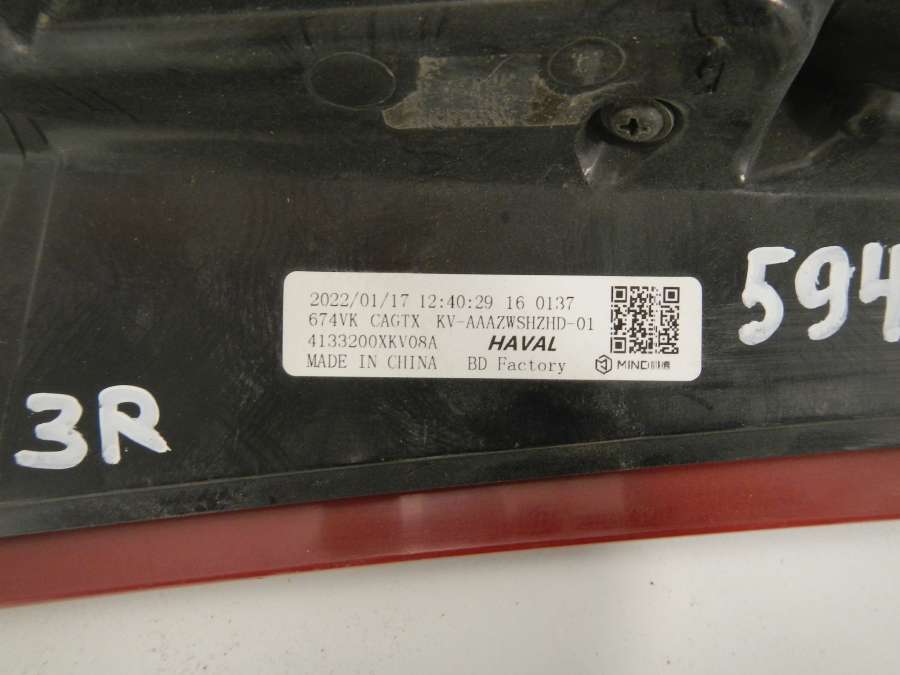 2022/01/17 12:40:29 16 0137
674VK CAGTX KV-AAAZWSHZHD-01
4133200XKV08A HAVAL
MADE IN CHINA BD Factory MIND
594
3R